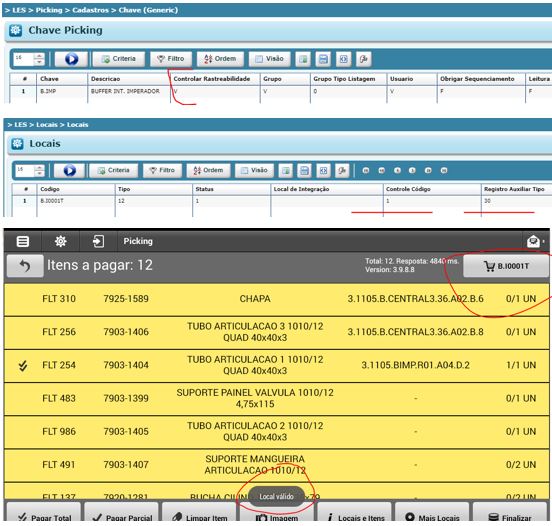 > LES > Picking > Cadastros > Chave (Generic)
Chave Picking
16 Criteria Filtro Ordem Visão
# Chave Descricao Controlar Rastreabilidade Grupo Grupo Tipo Listagem Usuario Obrigar Sequenciamento Leitura
1 B.IMP BUFFER INT. IMPERADOR V V 0 V F F
> LES > Locais > Locais
Locais
16 Criteria Filtro Ordem Visão
# Codigo Tipo Status Local de Integração Controle Código Registro Auxiliar Tipo
1 B.I0001T 12 1 1 30
Picking
Itens a pagar: 12
Total: 12. Resposta: 4840 ms.
Version: 3.9.8.8
B.I0001T
FLT 310 7925-1589 CHAPA 3.1105.B.CENTRAL3.36.A02.B.6 0/1 UN
FLT 256 7903-1406 TUBO ARTICULACAO 3 1010/12 QUAD 40x40x3 3.1105.B.CENTRAL3.36.A02.B.8 0/1 UN
FLT 254 7903-1404 TUBO ARTICULACAO 1 1010/12 QUAD 40x40x3 3.1105.BIMP.R01.A04.D.2 1/1 UN
FLT 483 7903-1399 SUPORTE PAINEL VALVULA 1010/12 4,75x115 - 0/1 UN
FLT 986 7903-1405 TUBO ARTICULACAO 2 1010/12 QUAD 40x40x3 - 0/1 UN
FLT 491 7903-1407 SUPORTE MANGUEIRA ARTICULACAO 1010/12 - 0/2 UN
FLT 137 7920-1281 BUCHA x79 - 0/2 UN
Local válido
Pagar Total Pagar Parcial Limpar Item Imagem Locais e Itens Mais Locais Finalizar